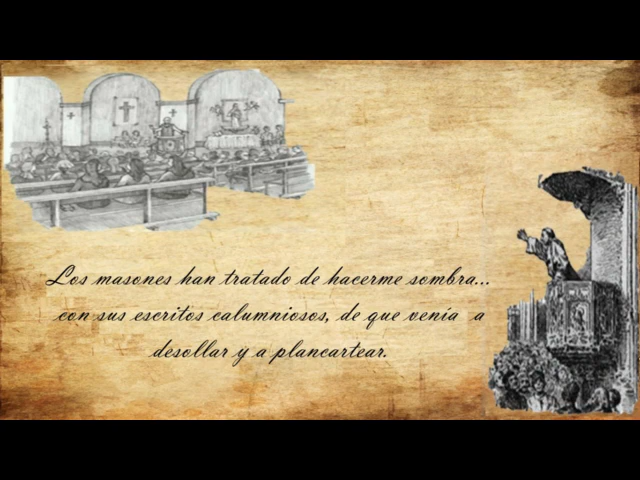 Los masones han tratado de hacerme sombra...
con sus escritos calumniosos, de que venía a
desollar y a plancartear.